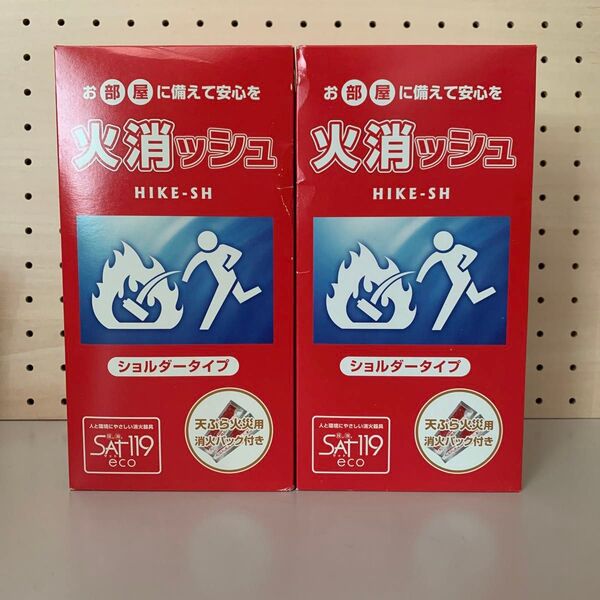 お部屋に備えて安心を
火消ッシュ
HIKE-SH
ショルダータイプ
人と環境にやさしい消火器具
SAT119
eco
天ぷら火災用
消火パック付き
お部屋に備えて安心を
火消ッシュ
HIKE-SH
ショルダータイプ
人と環境にやさしい消火器具
SAT119
eco
天ぷら火災用
消火パック付き